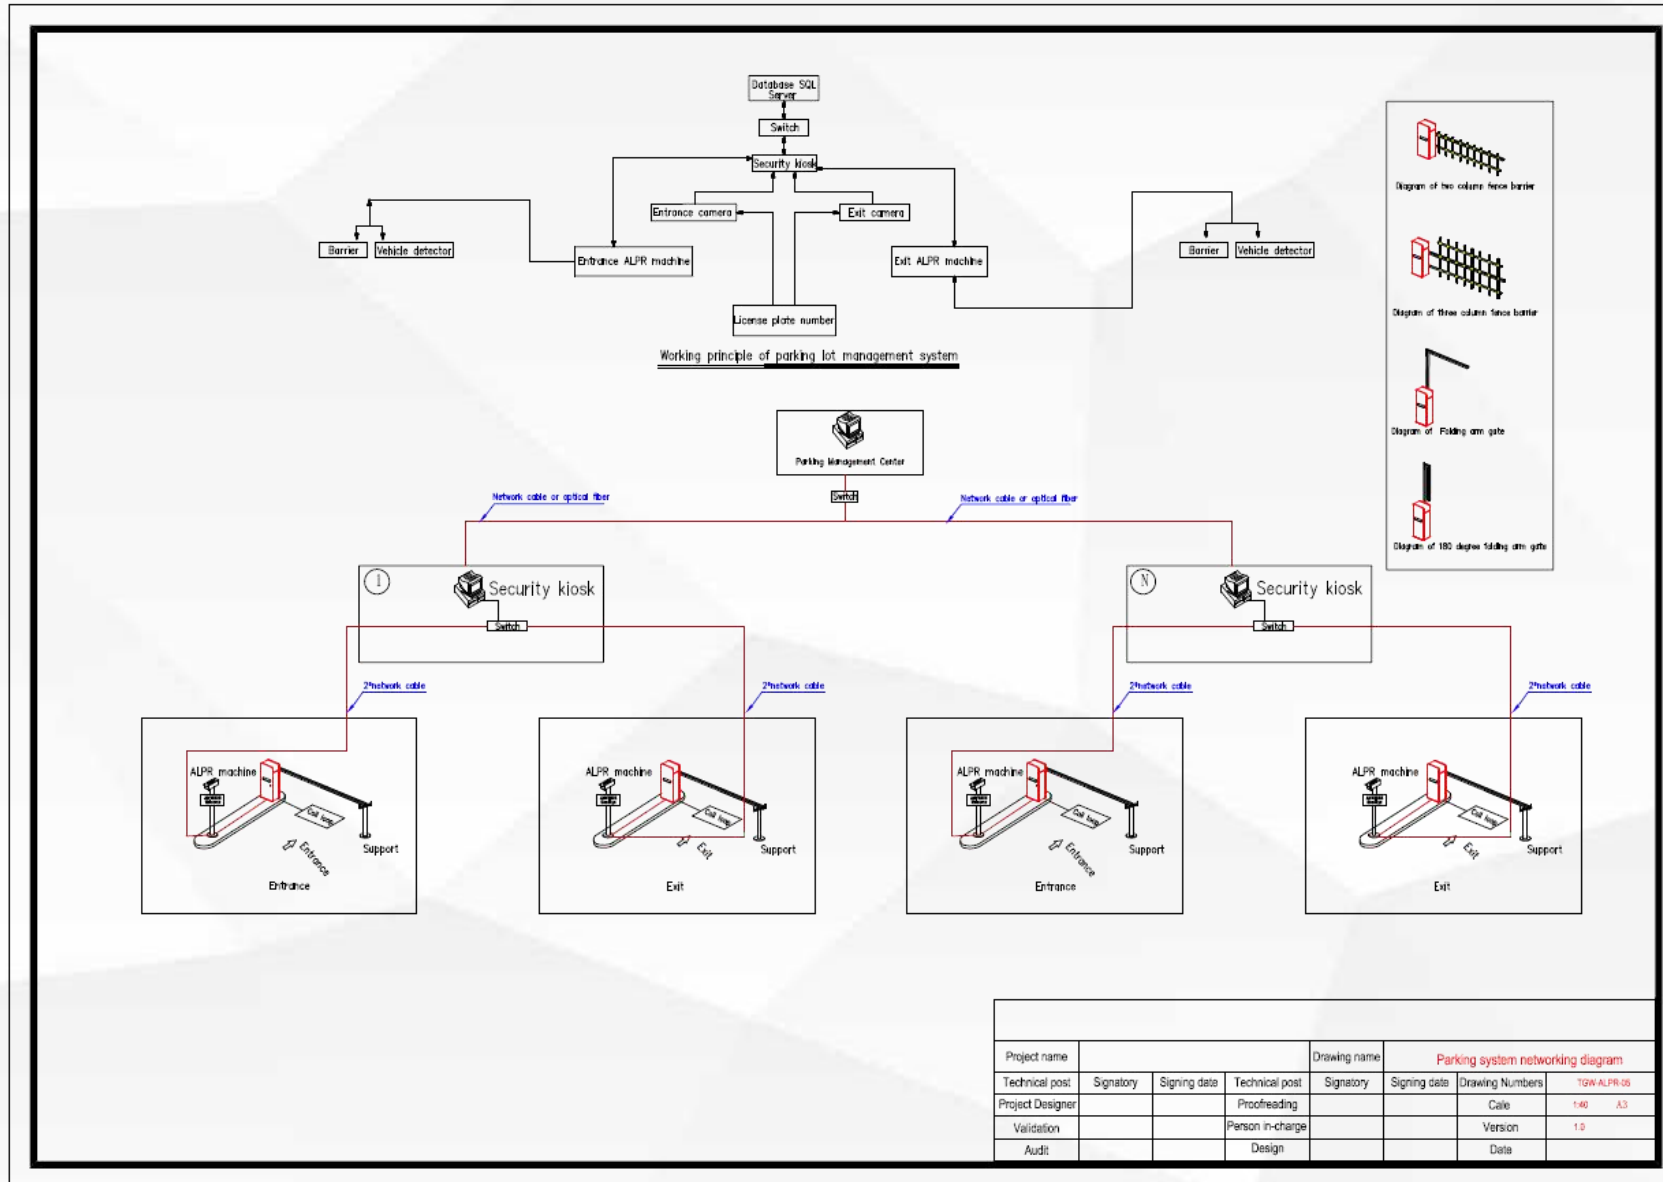 Database SQL
Server
Switch
Security kiosk
Entrance camera
Exit camera
Barrier
Vehicle detector
Entrance ALPR machine
Exit ALPR machine
Barrier
Vehicle detector
License plate number
Working principle of parking lot management system
Diagram of two column fence barrier
Diagram of three column fence barrier
Diagram of Folding arm gate
Diagram of 180 degree folding arm gate
Parking Management Center
Switch
Network cable or optical fiber
Network cable or optical fiber
1
Security kiosk
Switch
N
Security kiosk
Switch
2*network cable
2*network cable
2*network cable
2*network cable
ALPR machine
Coil loop
Entrance
Support
Entrance
ALPR machine
Coil loop
Exit
Support
Exit
ALPR machine
Coil loop
Entrance
Support
Entrance
ALPR machine
Coil loop
Exit
Support
Exit
Project name Drawing name Parking system networking diagram
Technical post Signatory Signing date Technical post Signatory Signing date Drawing Numbers TGW-ALPR-05
Project Designer Proofreading Cale 1:40 A3
Validation Person in-charge Version 1.0
Audit Design Date